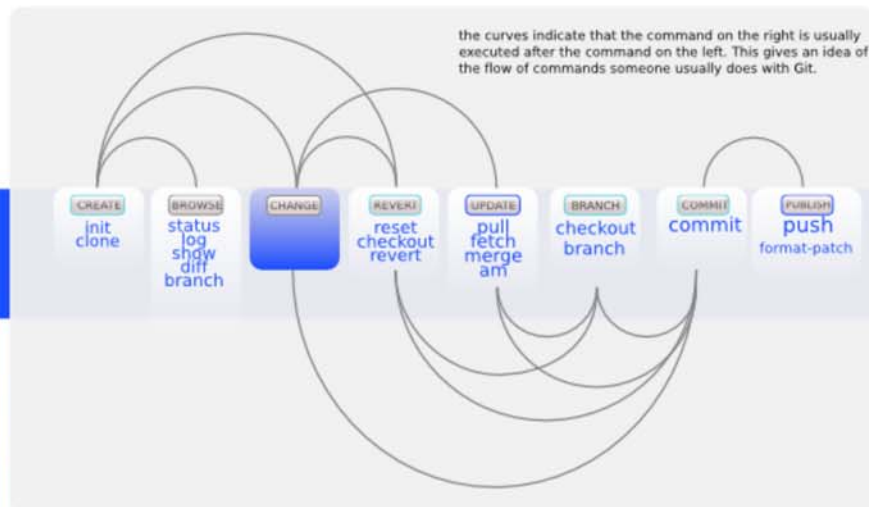 the curves indicate that the command on the right is usually
executed after the command on the left. This gives an idea of
the flow of commands someone usually does with Git.
CREATE
init
clone
BROWSE
status
log
show
diff
branch
CHANGE
REVERT
reset
checkout
revert
UPDATE
pull
fetch
merge
am
BRANCH
checkout
branch
COMMIT
commit
PUBLISH
push
format-patch